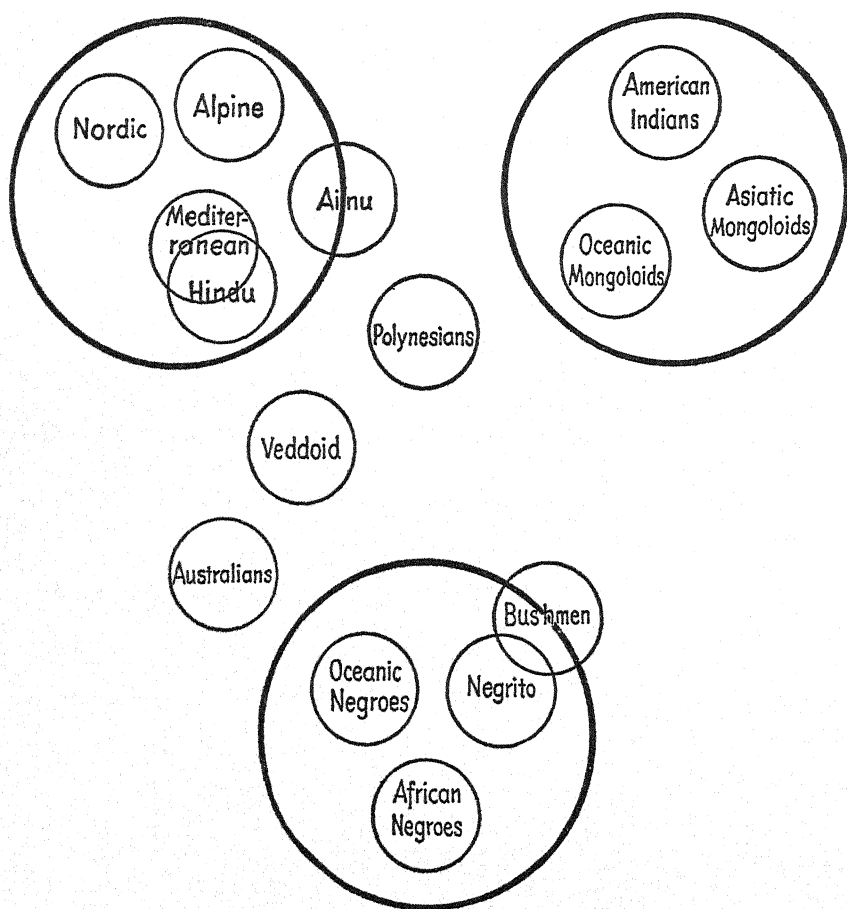 Nordic
Alpine
Ainu
Mediter-
ranean
Hindu
American
Indians
Asiatic
Mongoloids
Oceanic
Mongoloids
Polynesians
Veddoid
Australians
Bushmen
Oceanic
Negroes
Negrito
African
Negroes